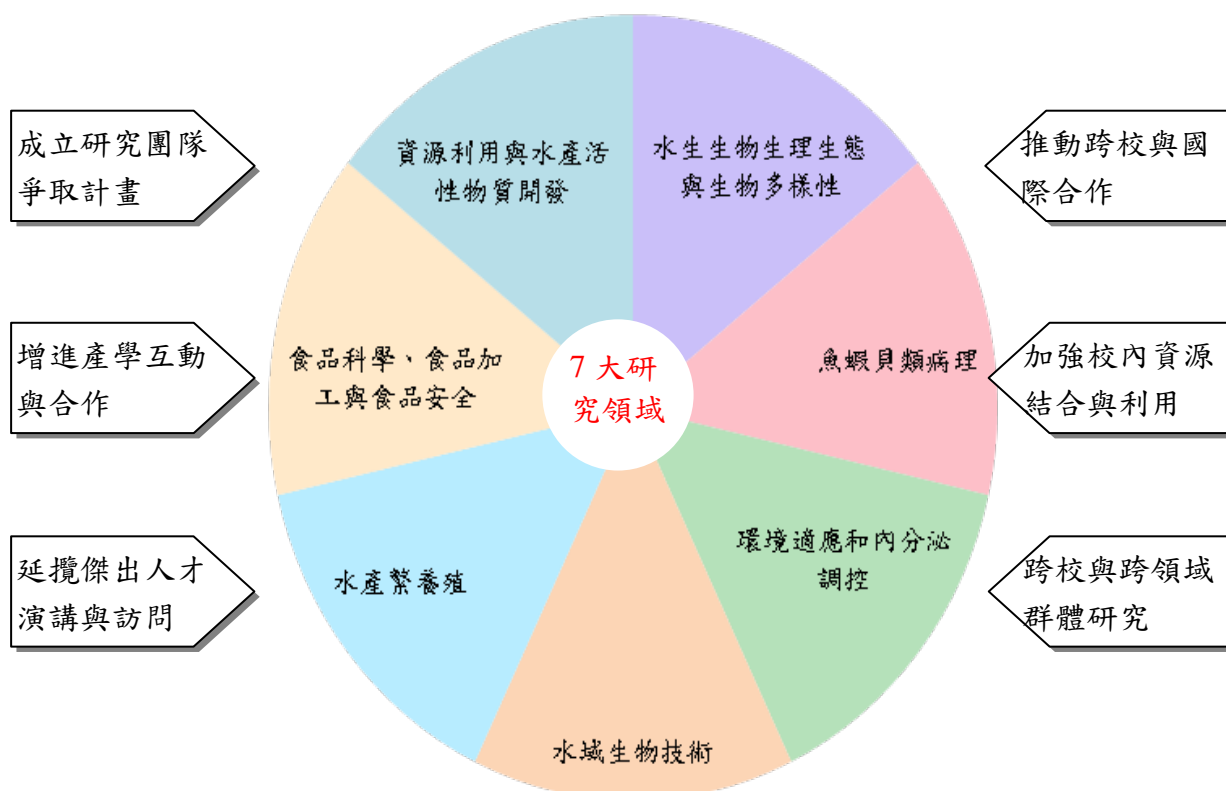 成立研究團隊
爭取計畫
增進產學互動
與合作
延攬傑出人才
演講與訪問
資源利用與水產活
性物質開發
水生生物生理生態
與生物多樣性
食品科學、食品加
工與食品安全
7 大研
究領域
魚蝦貝類病理
水產繁養殖
環境適應和內分泌
調控
水域生物技術
推動跨校與國
際合作
加強校內資源
結合與利用
跨校與跨領域
群體研究